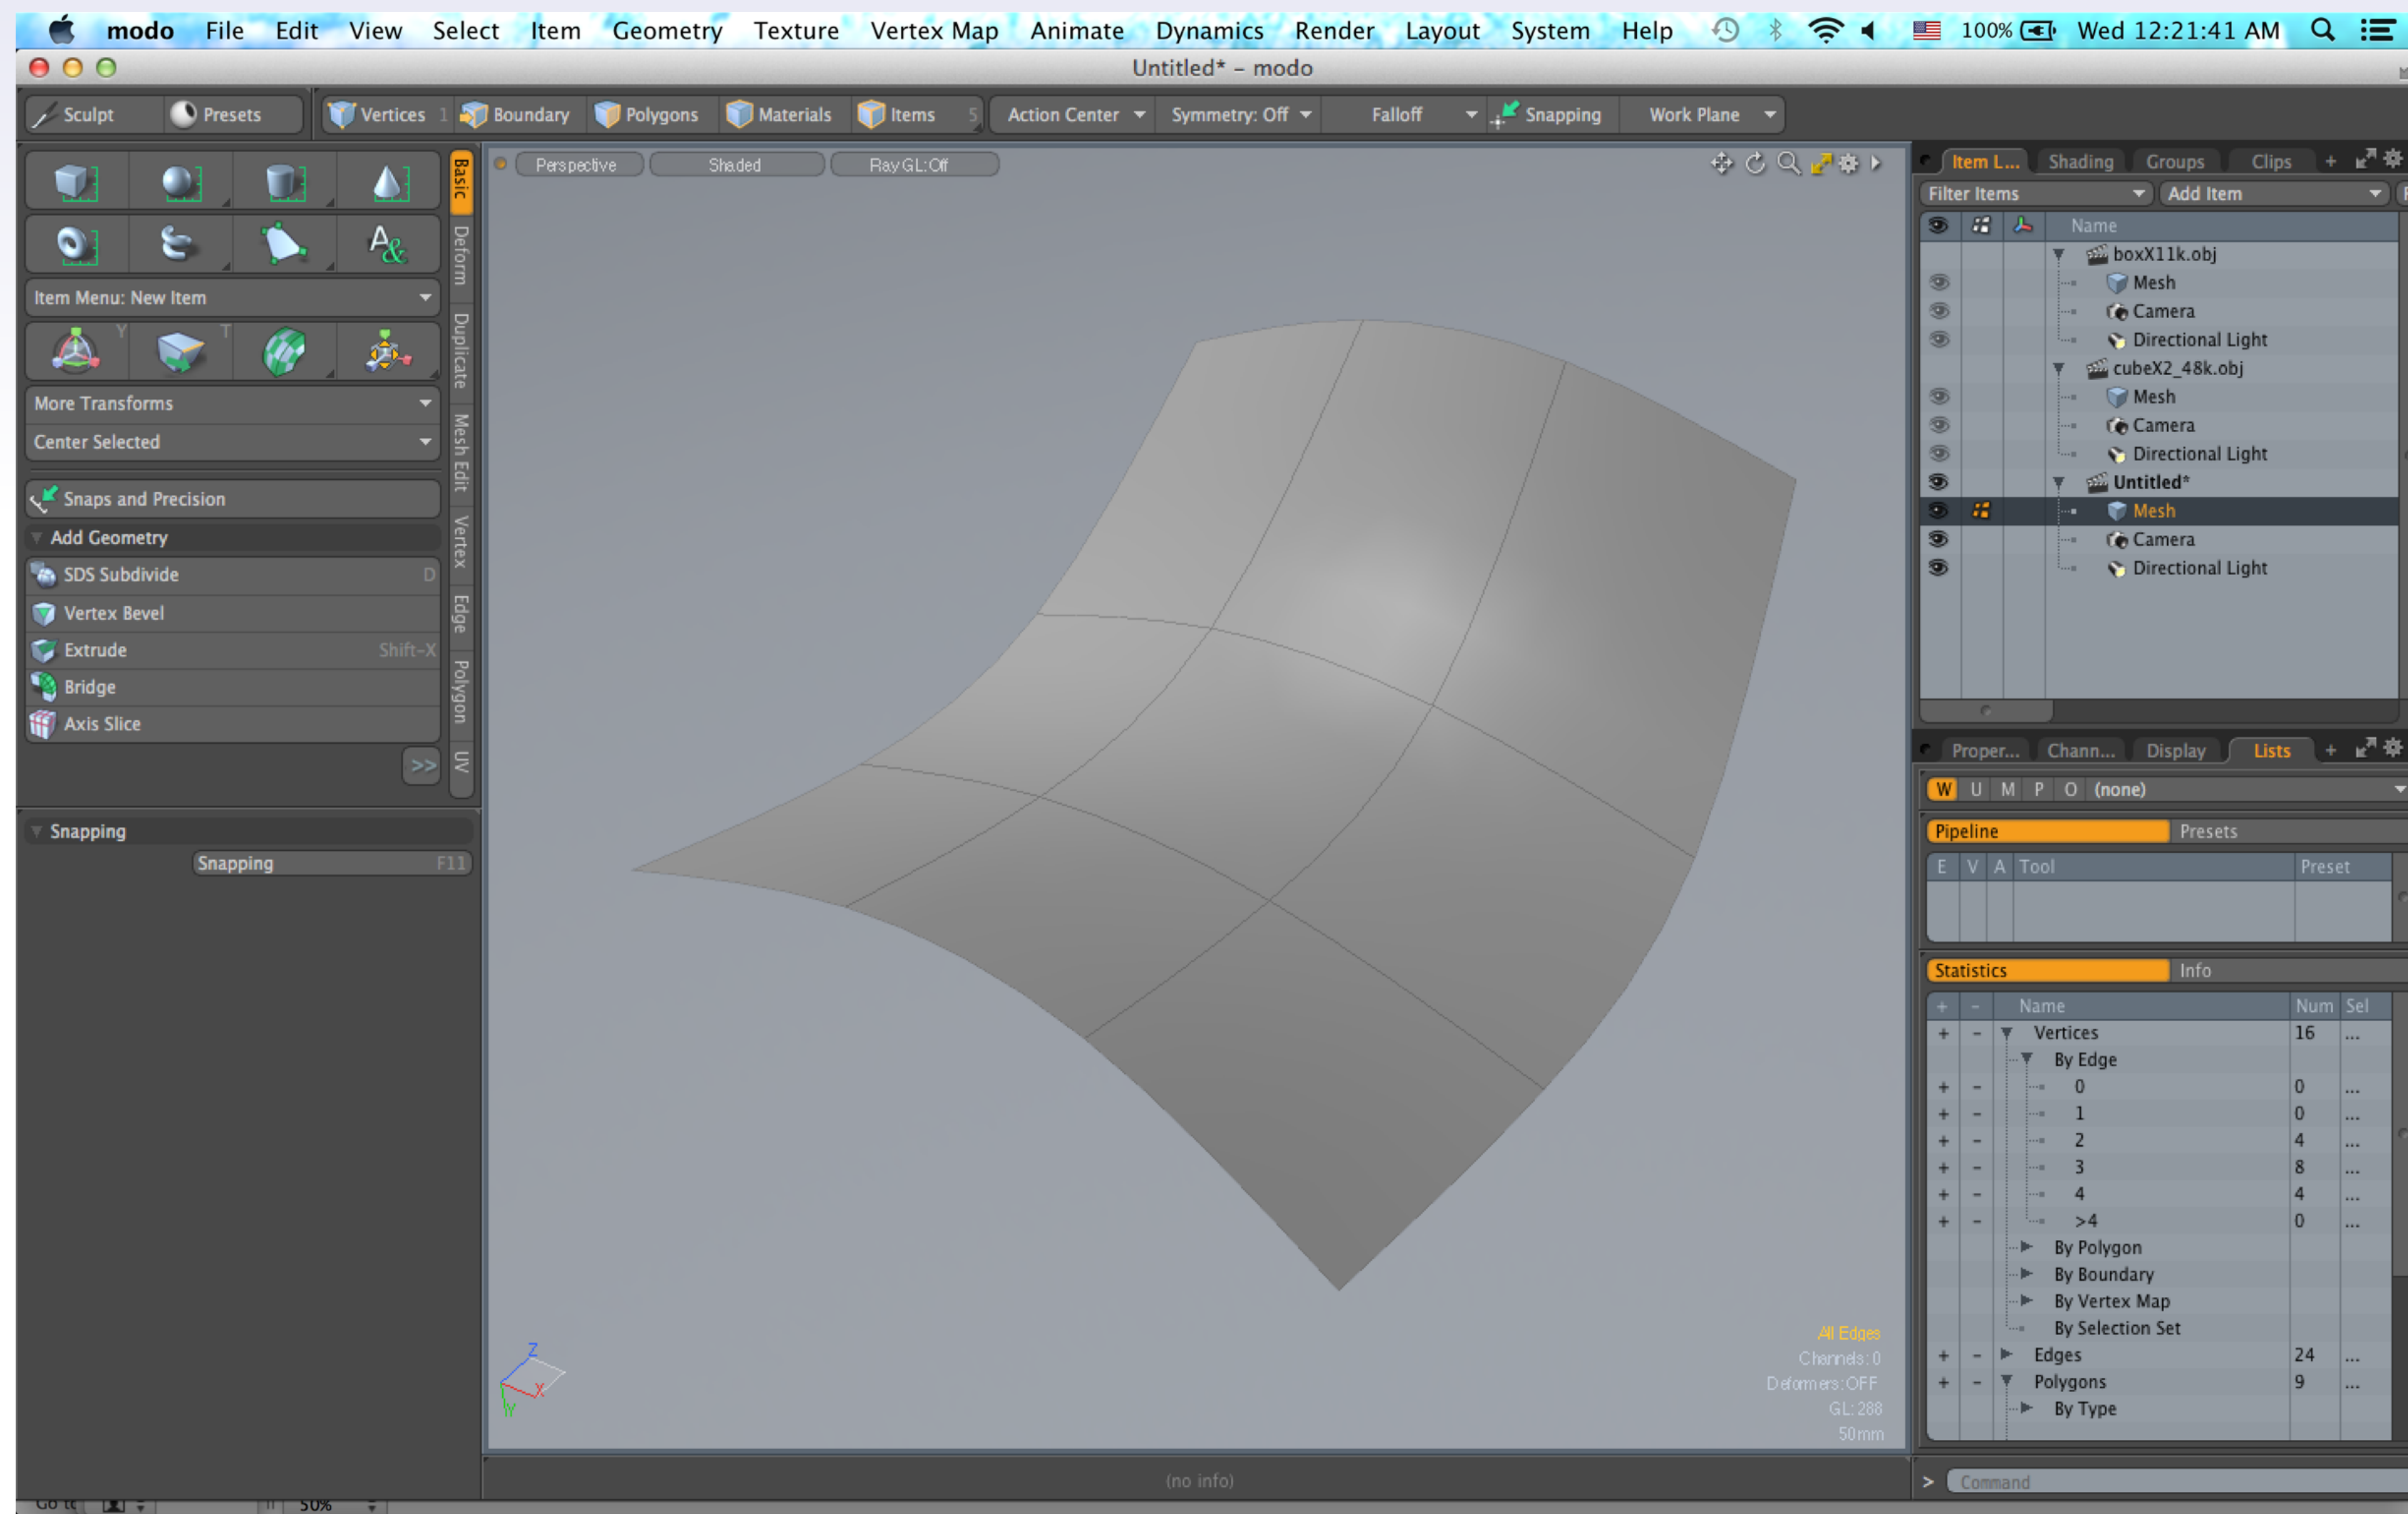 modo File Edit View Select Item Geometry Texture Vertex Map Animate Dynamics Render Layout System Help 100% Wed 12:21:41 AM
Untitled* – modo
Sculpt Presets Vertices 1 Boundary Polygons Materials Items 5 Action Center Symmetry: Off Falloff Snapping Work Plane
Basic
Deform
Duplicate
Mesh Edit
Vertex
Edge
Polygon
UV
Item Menu: New Item
Y T
More Transforms
Center Selected
Snaps and Precision
Add Geometry
SDS Subdivide D
Vertex Bevel
Extrude Shift-X
Bridge
Axis Slice
>>
Snapping
Snapping F11
Perspective Shaded Ray GL: Off
Z
X
Y
All Edges
Channels: 0
Deformers: OFF
GL: 288
50 mm
(no info)
Item L... Shading Groups Clips +
Filter Items Add Item
Name
boxX11k.obj
Mesh
Camera
Directional Light
cubeX2_48k.obj
Mesh
Camera
Directional Light
Untitled*
Mesh
Camera
Directional Light
Proper... Chann... Display Lists +
W U M P O (none)
Pipeline Presets
E V A Tool Preset
Statistics Info
+ - Name Num Sel
+ - Vertices 16 ...
By Edge
+ - 0 0 ...
+ - 1 0 ...
+ - 2 4 ...
+ - 3 8 ...
+ - 4 4 ...
+ - >4 0 ...
By Polygon
By Boundary
By Vertex Map
By Selection Set
+ - Edges 24 ...
+ - Polygons 9 ...
By Type
> Command
50%